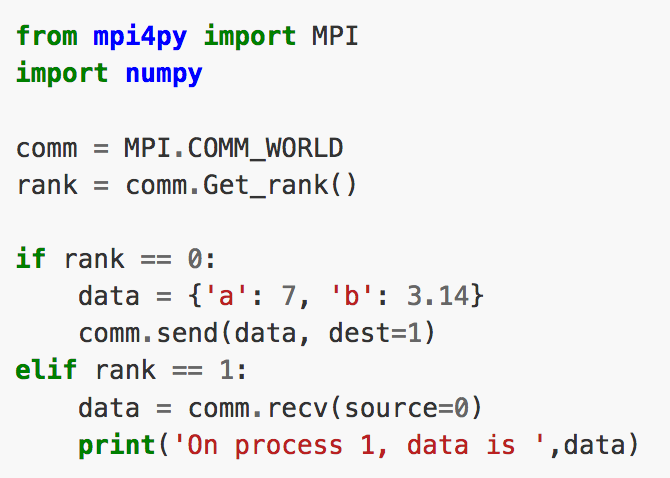 from mpi4py import MPI
import numpy

comm = MPI.COMM_WORLD
rank = comm.Get_rank()

if rank == 0:
    data = {'a': 7, 'b': 3.14}
    comm.send(data, dest=1)
elif rank == 1:
    data = comm.recv(source=0)
    print('On process 1, data is ',data)